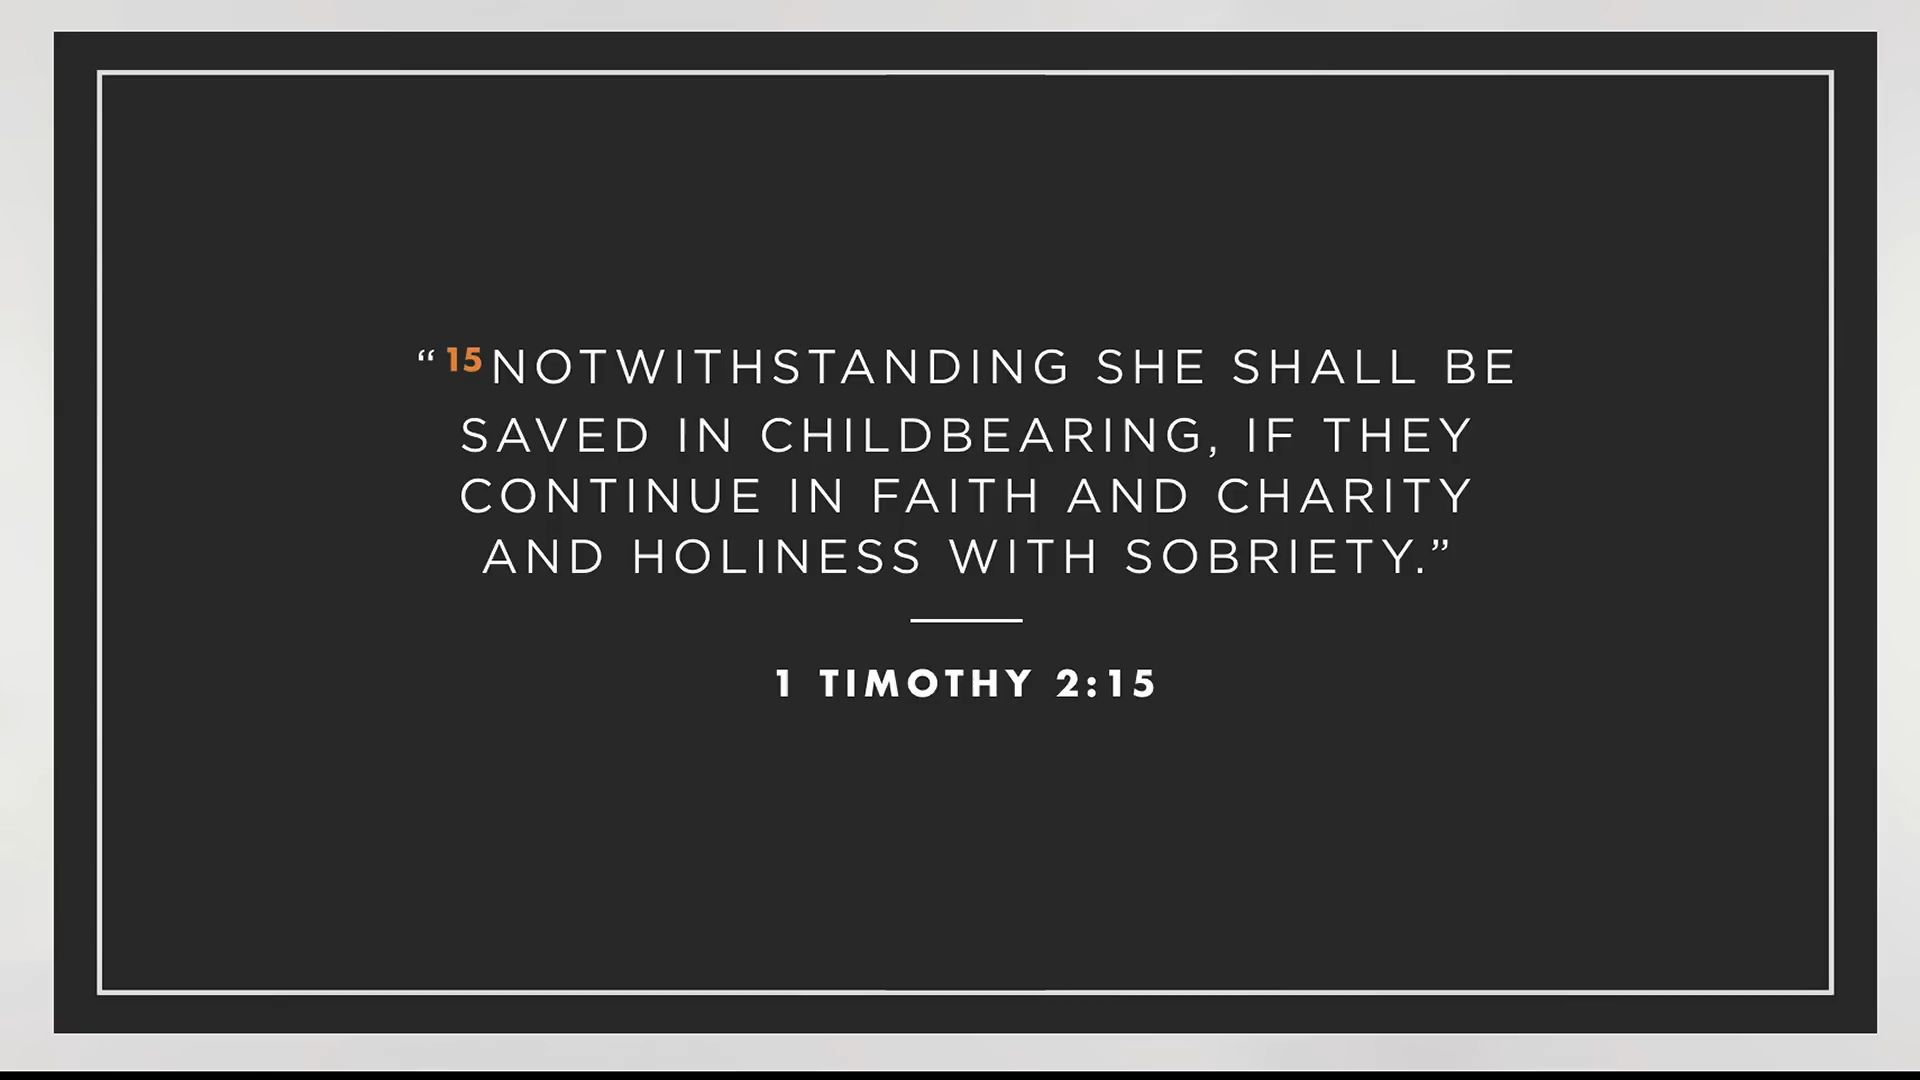 “15NOTWITHSTANDING SHE SHALL BE
SAVED IN CHILDBEARING, IF THEY
CONTINUE IN FAITH AND CHARITY
AND HOLINESS WITH SOBRIETY.”
1 TIMOTHY 2:15